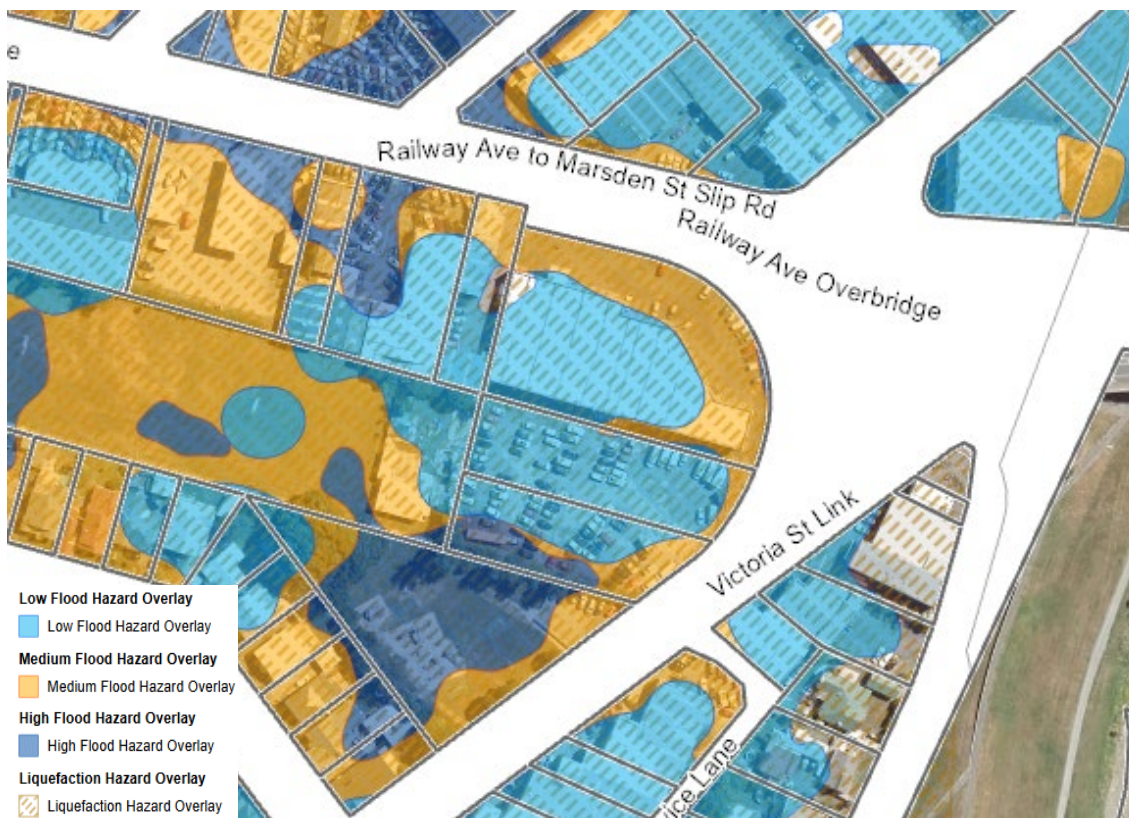 e
Railway Ave to Marsden St Slip Rd
Railway Ave Overbridge
Victoria St Link
vice Lane
Low Flood Hazard Overlay
Low Flood Hazard Overlay
Medium Flood Hazard Overlay
Medium Flood Hazard Overlay
High Flood Hazard Overlay
High Flood Hazard Overlay
Liquefaction Hazard Overlay
Liquefaction Hazard Overlay